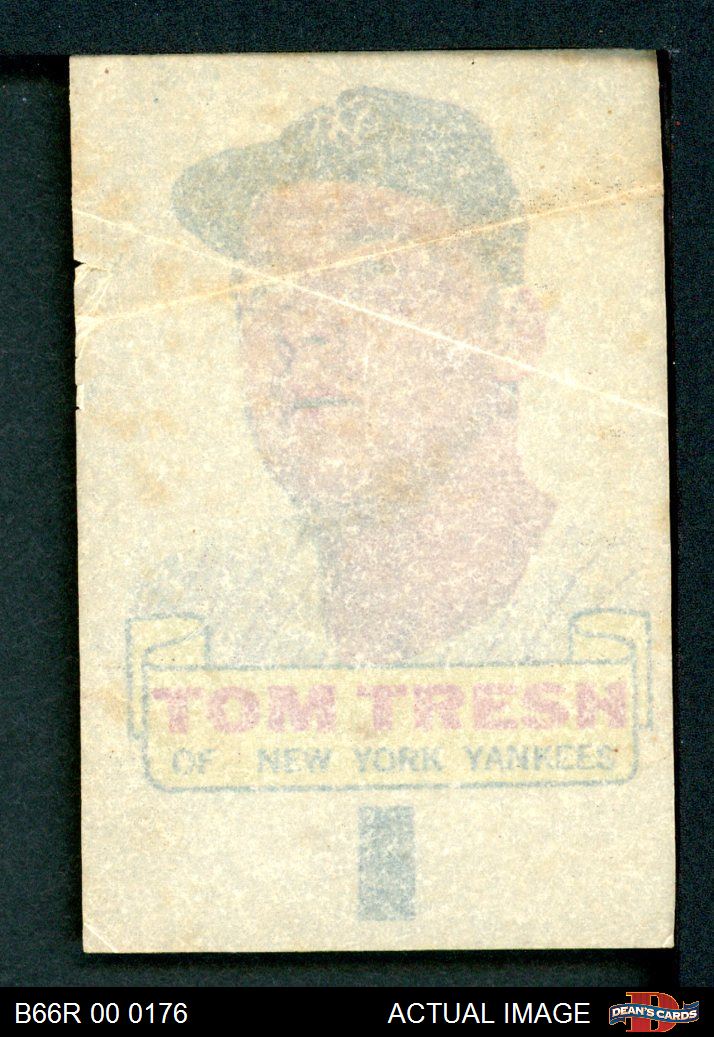 TOM TRESH
OF NEW YORK YANKEES
B66R 00 0176
ACTUAL IMAGE
D
DEAN'S CARDS